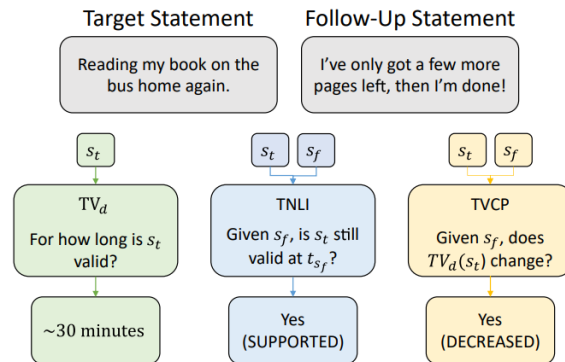 Target Statement
Follow-Up Statement
Reading my book on the
bus home again.
I've only got a few more
pages left, then I'm done!
s_t
s_t s_f
s_t s_f
TV_d
For how long is s_t
valid?
TNLI
Given s_f, is s_t still
valid at t_{s_f}?
TVCP
Given s_f, does
TV_d(s_t) change?
~30 minutes
Yes
(SUPPORTED)
Yes
(DECREASED)